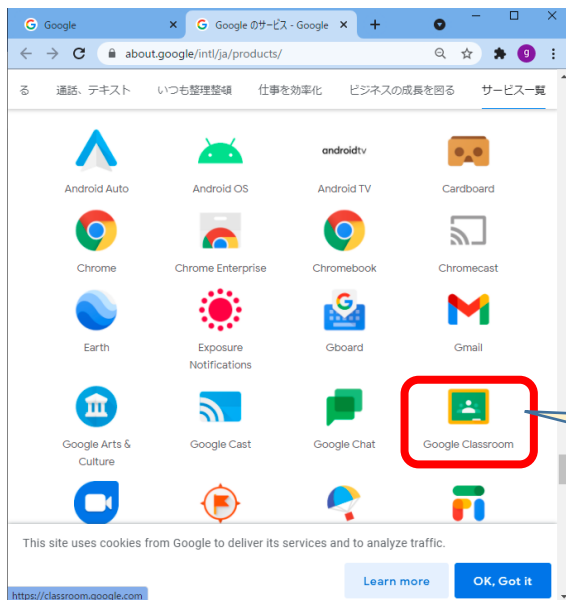 Google
Google のサービス - Google
about.google/intl/ja/products/
g
る 通話、テキスト いつも整理整頓 仕事を効率化 ビジネスの成長を図る サービス一覧
androidtv
Android Auto Android OS Android TV Cardboard
Chrome Chrome Enterprise Chromebook Chromecast
Earth Exposure Notifications Gboard Gmail
Google Arts & Culture Google Cast Google Chat Google Classroom
This site uses cookies from Google to deliver its services and to analyze traffic.
Learn more OK, Got it
https://classroom.google.com